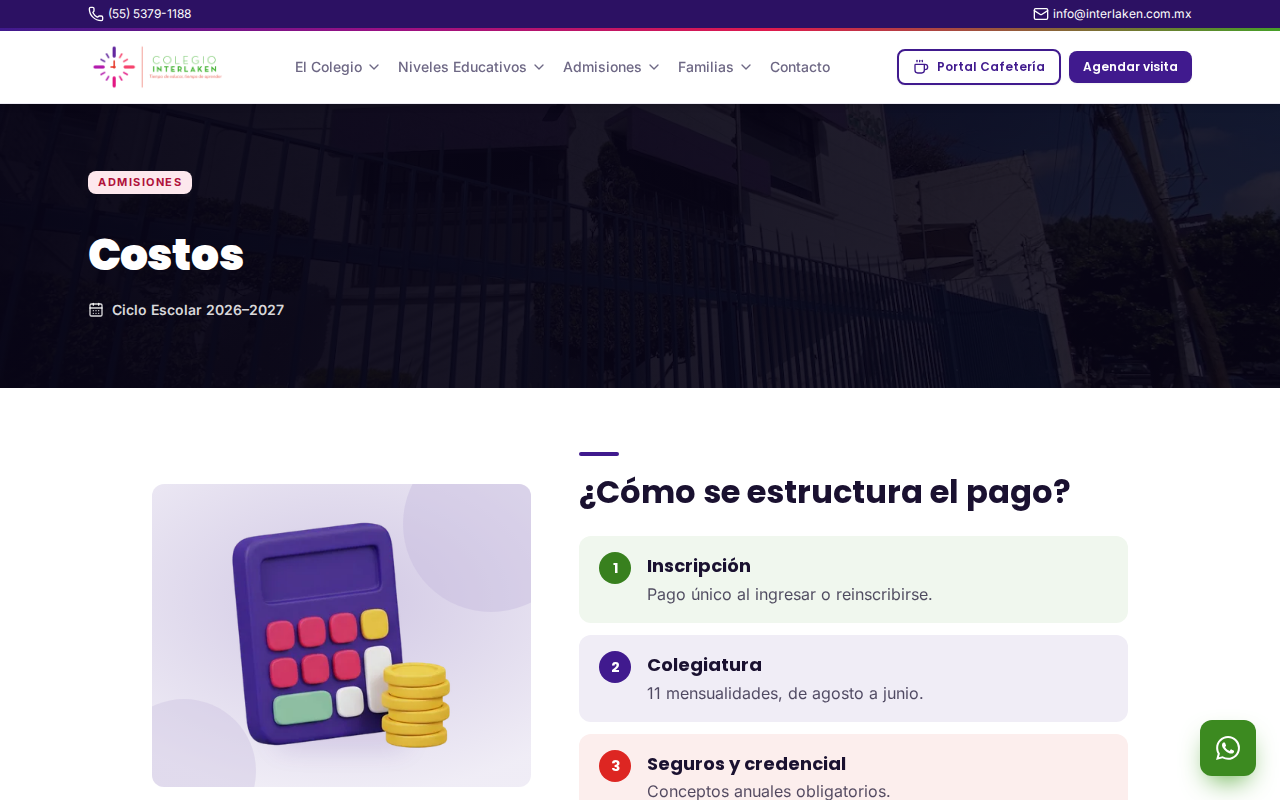 (55) 5379-1188
info@interlaken.com.mx
COLEGIO
INTERLAKEN
El Colegio
Niveles Educativos
Admisiones
Familias
Contacto
Portal Cafetería
Agendar visita
ADMISIONES
Costos
Ciclo Escolar 2026–2027
¿Cómo se estructura el pago?
1
Inscripción
Pago único al ingresar o reinscribirse.
2
Colegiatura
11 mensualidades, de agosto a junio.
3
Seguros y credencial
Conceptos anuales obligatorios.